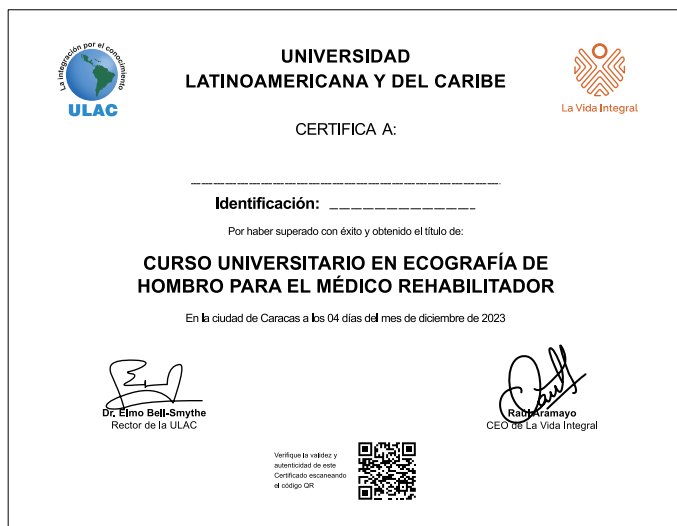 La integración por el conocimiento
ULAC
UNIVERSIDAD
LATINOAMERICANA Y DEL CARIBE
La Vida Integral
CERTIFICA A:
Identificación:
Por haber superado con éxito y obtenido el título de:
CURSO UNIVERSITARIO EN ECOGRAFÍA DE
HOMBRO PARA EL MÉDICO REHABILITADOR
En la ciudad de Caracas a los 04 días del mes de diciembre de 2023
Dr. Elmo Bell-Smythe
Rector de la ULAC
Raúl Aramayo
CEO de La Vida Integral
Verifique la validez y
autenticidad de este
Certificado escaneando
el código QR